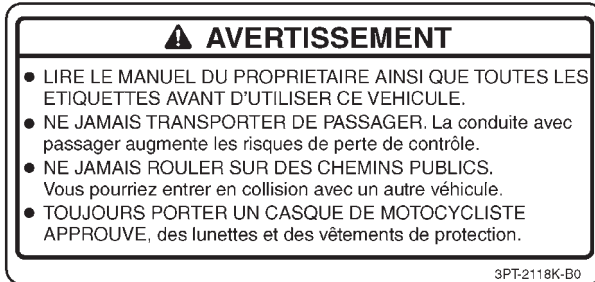 AVERTISSEMENT
● LIRE LE MANUEL DU PROPRIETAIRE AINSI QUE TOUTES LES
ETIQUETTES AVANT D'UTILISER CE VEHICULE.
● NE JAMAIS TRANSPORTER DE PASSAGER. La conduite avec
passager augmente les risques de perte de contrôle.
● NE JAMAIS ROULER SUR DES CHEMINS PUBLICS.
Vous pourriez entrer en collision avec un autre véhicule.
● TOUJOURS PORTER UN CASQUE DE MOTOCYCLISTE
APPROUVE, des lunettes et des vêtements de protection.
3PT-2118K-B0